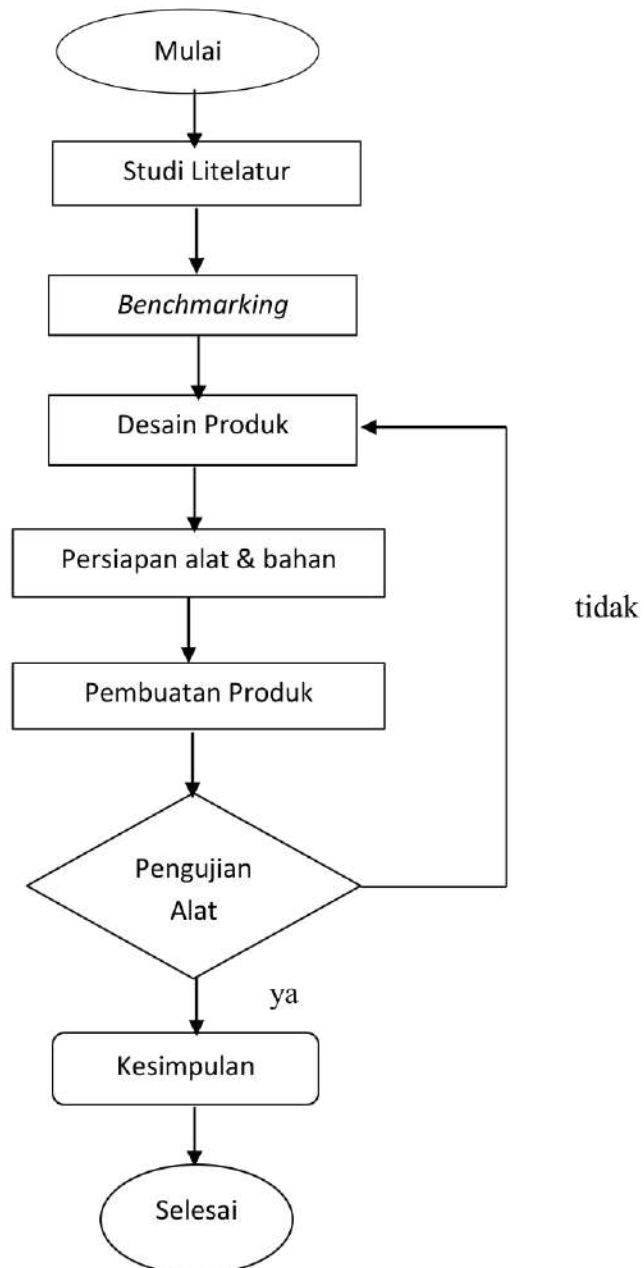 Mulai
Studi Litelatur
Benchmarking
Desain Produk
Persiapan alat & bahan
tidak
Pembuatan Produk
Pengujian
Alat
ya
Kesimpulan
Selesai